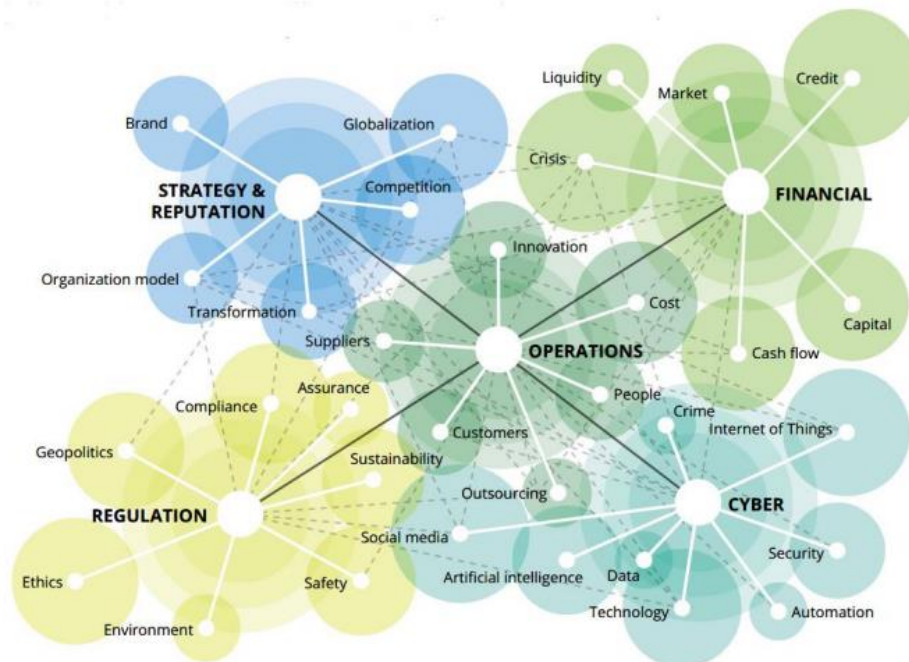 Liquidity
Market
Credit
Brand
Globalization
Crisis
STRATEGY &
REPUTATION
Competition
FINANCIAL
Innovation
Organization model
Transformation
Cost
Capital
Suppliers
OPERATIONS
Cash flow
Assurance
People
Compliance
Crime
Internet of Things
Customers
Geopolitics
Sustainability
Outsourcing
REGULATION
CYBER
Social media
Security
Ethics
Safety
Artificial intelligence
Data
Technology
Automation
Environment